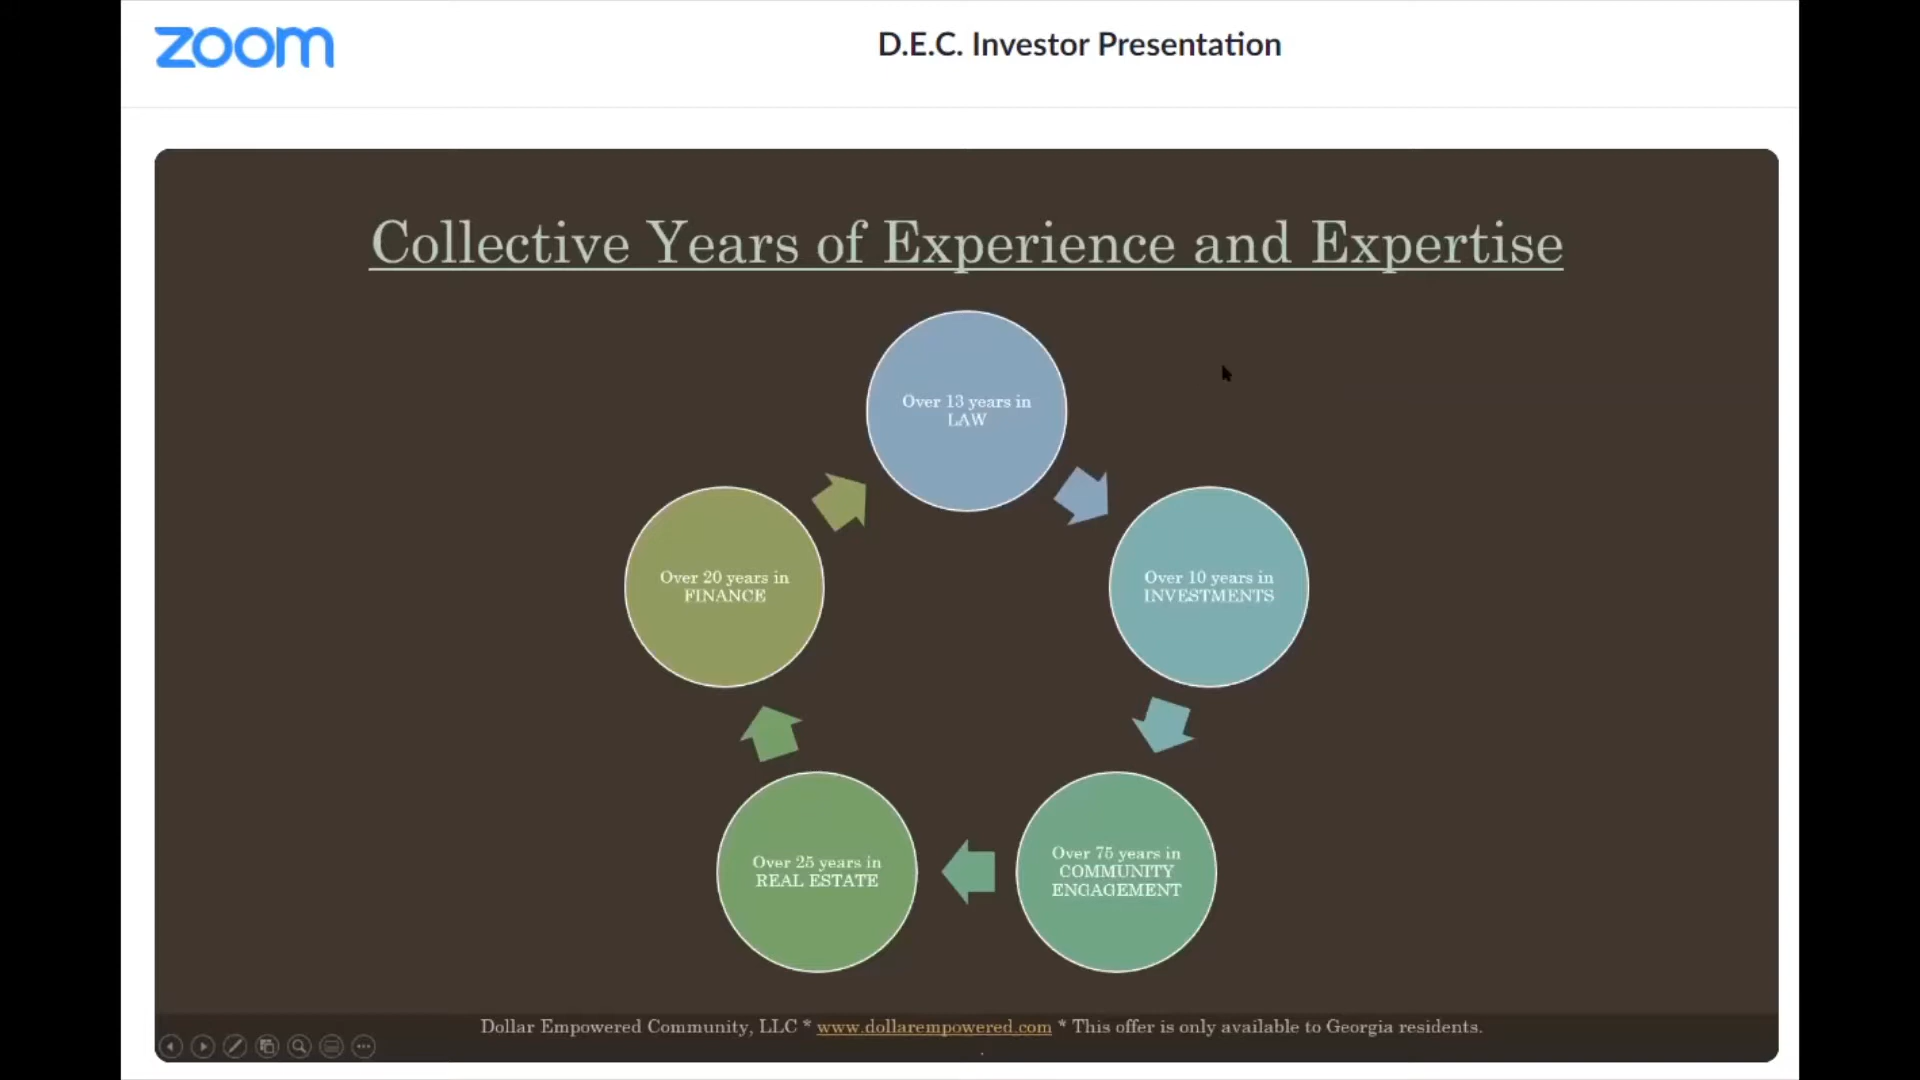 zoom
D.E.C. Investor Presentation
Collective Years of Experience and Expertise
Over 13 years in
LAW
Over 10 years in
INVESTMENTS
Over 75 years in
COMMUNITY
ENGAGEMENT
Over 25 years in
REAL ESTATE
Over 20 years in
FINANCE
Dollar Empowered Community, LLC * www.dollarempowered.com * This offer is only available to Georgia residents.